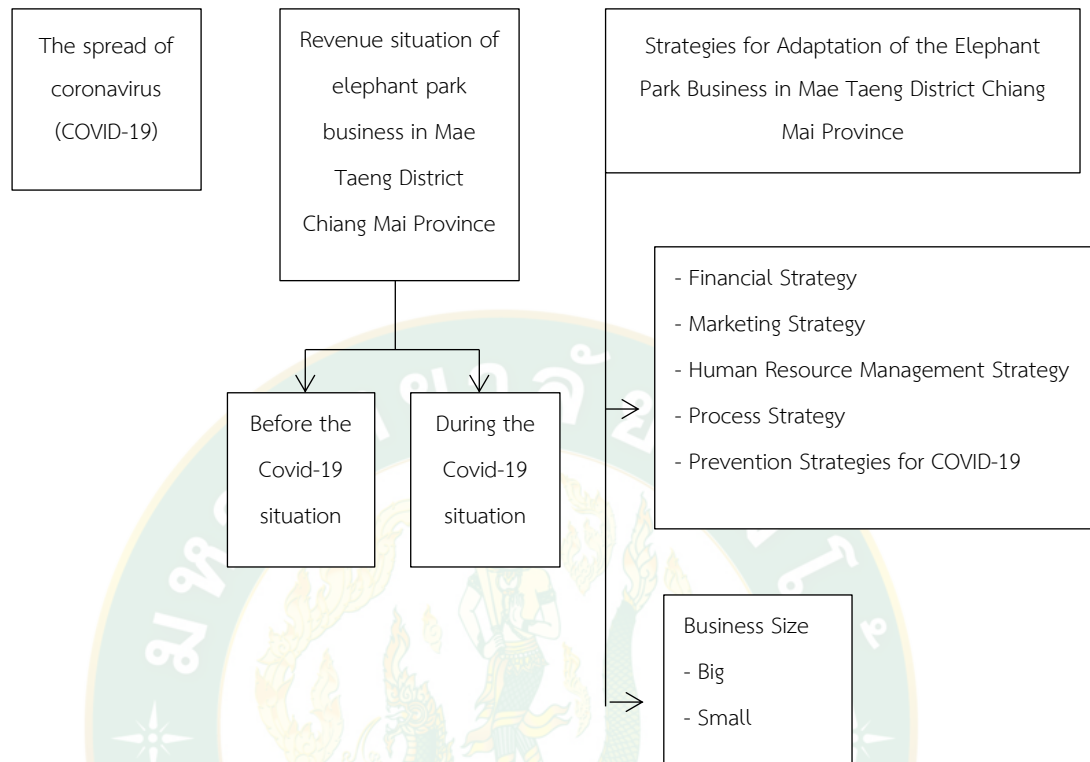 The spread of
coronavirus
(COVID-19)
Revenue situation of
elephant park
business in Mae
Taeng District
Chiang Mai Province
Strategies for Adaptation of the Elephant
Park Business in Mae Taeng District Chiang
Mai Province
- Financial Strategy
- Marketing Strategy
- Human Resource Management Strategy
- Process Strategy
- Prevention Strategies for COVID-19
Before the
Covid-19
situation
During the
Covid-19
situation
Business Size
- Big
- Small